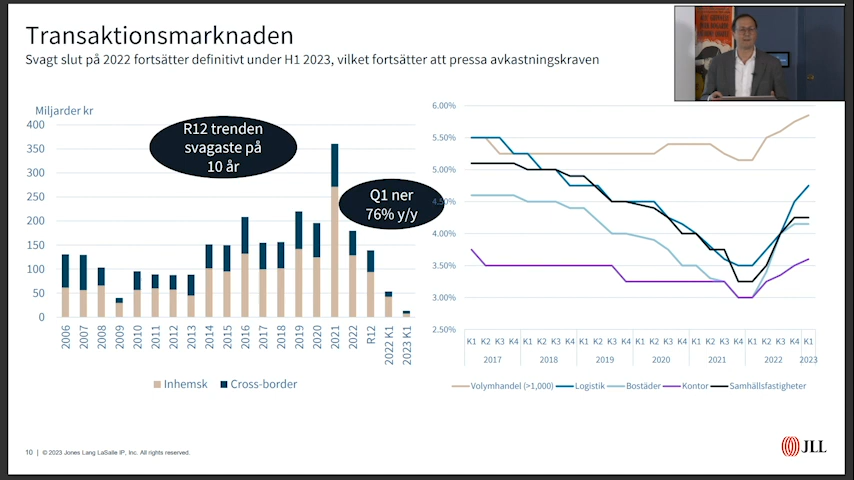 Transaktionsmarknaden
Svagt slut på 2022 fortsätter definitivt under H1 2023, vilket fortsätter att pressa avkastningskraven
Miljarder kr
400
350
300
250
200
150
100
50
0
R12 trenden
svagaste på
10 år
Q1 ner
76% y/y
2006 2007 2008 2009 2010 2011 2012 2013 2014 2015 2016 2017 2018 2019 2020 2021 2022 R12 2022 K1 2023 K1
Inhemsk Cross-border
6.00%
5.50%
5.00%
4.50%
4.00%
3.50%
3.00%
2.50%
K1 K2 K3 K4 K1 K2 K3 K4 K1 K2 K3 K4 K1 K2 K3 K4 K1 K2 K3 K4 K1 K2 K3 K4 K1
2017 2018 2019 2020 2021 2022 2023
Volymhandel (>1,000) Logistik Bostäder Kontor Samhällsfastigheter
10 | © 2023 Jones Lang LaSalle IP, Inc. All rights reserved.
JLL